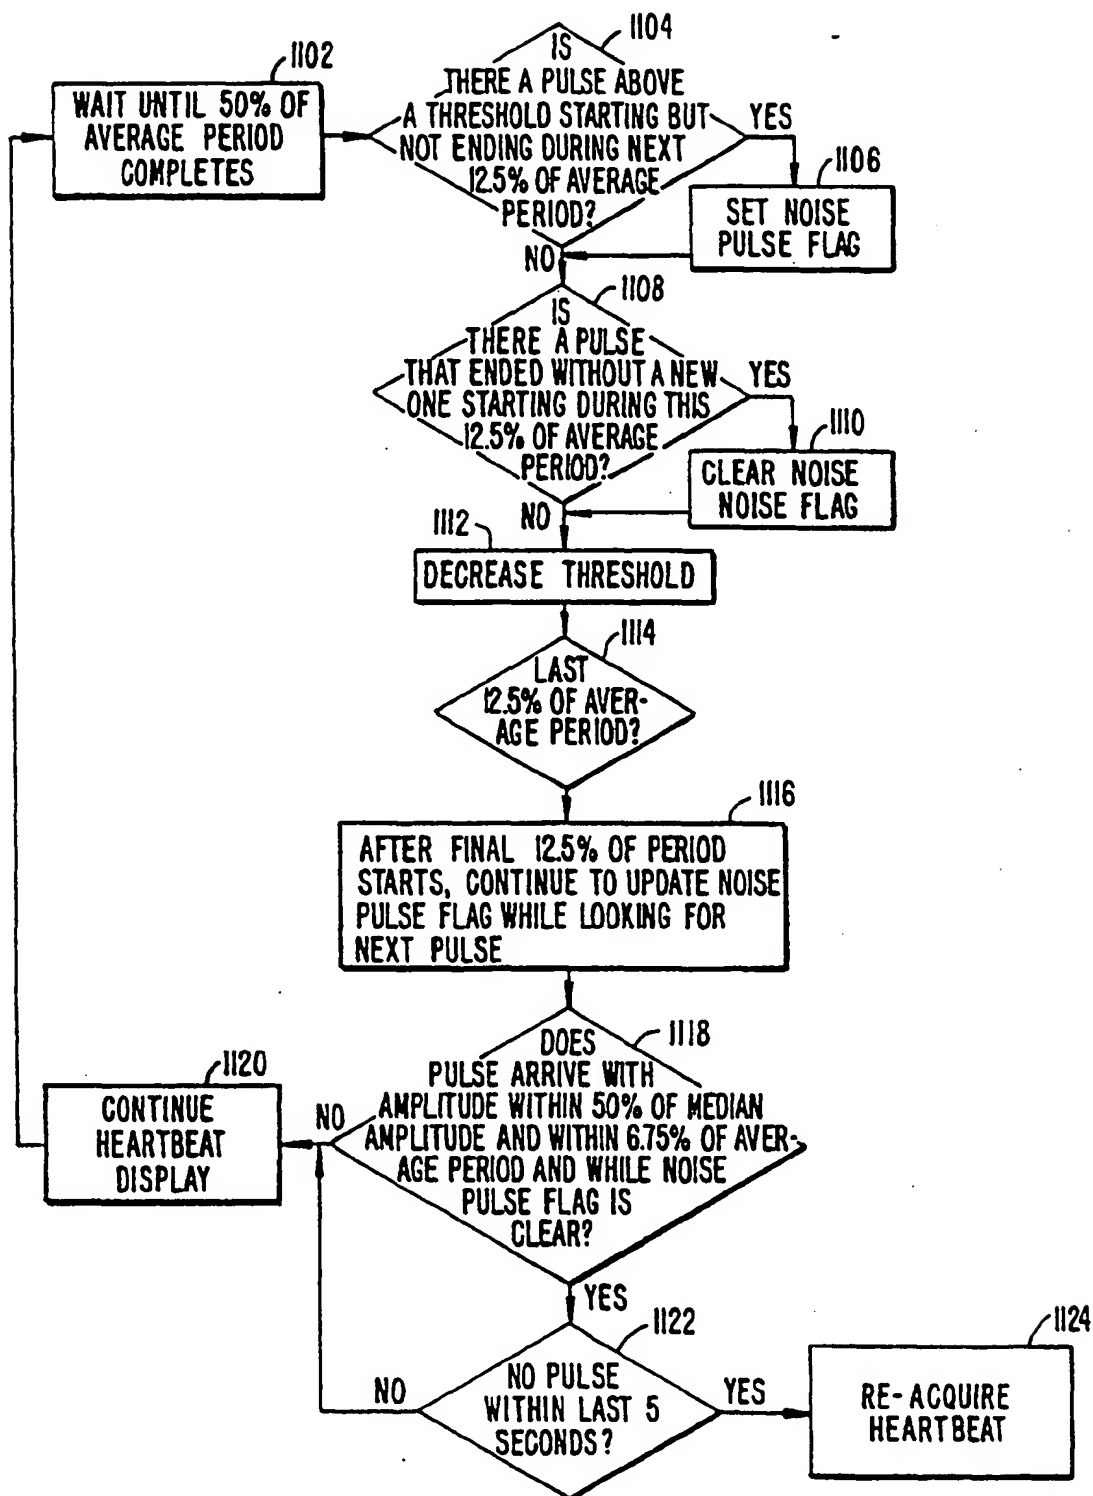 1102
WAIT UNTIL 50% OF
AVERAGE PERIOD
COMPLETES
1104
IS
THERE A PULSE ABOVE
A THRESHOLD STARTING BUT
NOT ENDING DURING NEXT
12.5% OF AVERAGE
PERIOD?
YES
1106
SET NOISE
PULSE FLAG
NO
1108
IS
THERE A PULSE
THAT ENDED WITHOUT A NEW
ONE STARTING DURING THIS
12.5% OF AVERAGE
PERIOD?
YES
1110
CLEAR NOISE
NOISE FLAG
NO
1112
DECREASE THRESHOLD
1114
LAST
12.5% OF AVER-
AGE PERIOD?
1116
AFTER FINAL 12.5% OF PERIOD
STARTS, CONTINUE TO UPDATE NOISE
PULSE FLAG WHILE LOOKING FOR
NEXT PULSE
1118
DOES
PULSE ARRIVE WITH
AMPLITUDE WITHIN 50% OF MEDIAN
AMPLITUDE AND WITHIN 6.75% OF AVER-
AGE PERIOD AND WHILE NOISE
PULSE FLAG IS
CLEAR?
NO
1120
CONTINUE
HEARTBEAT
DISPLAY
YES
1122
NO PULSE
WITHIN LAST 5
SECONDS?
NO
YES
1124
RE-ACQUIRE
HEARTBEAT